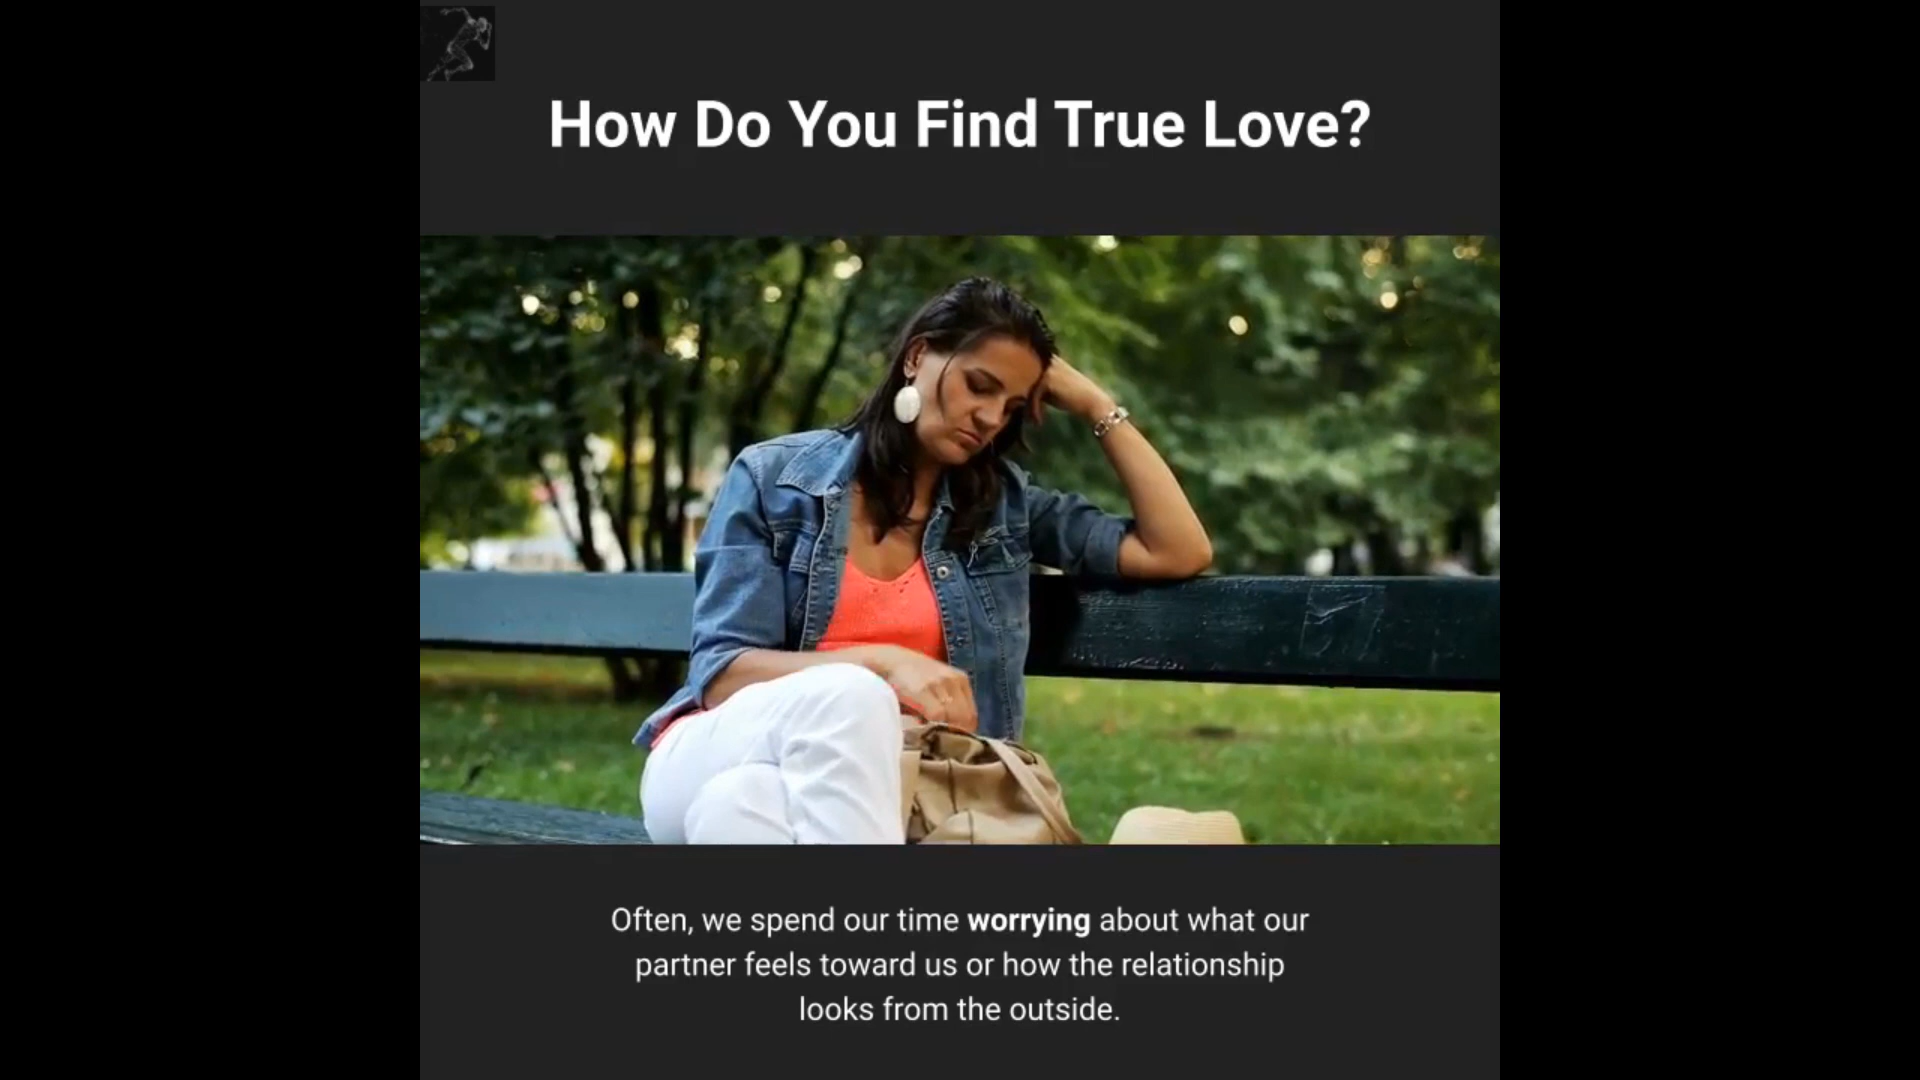 How Do You Find True Love?
Often, we spend our time worrying about what our
partner feels toward us or how the relationship
looks from the outside.